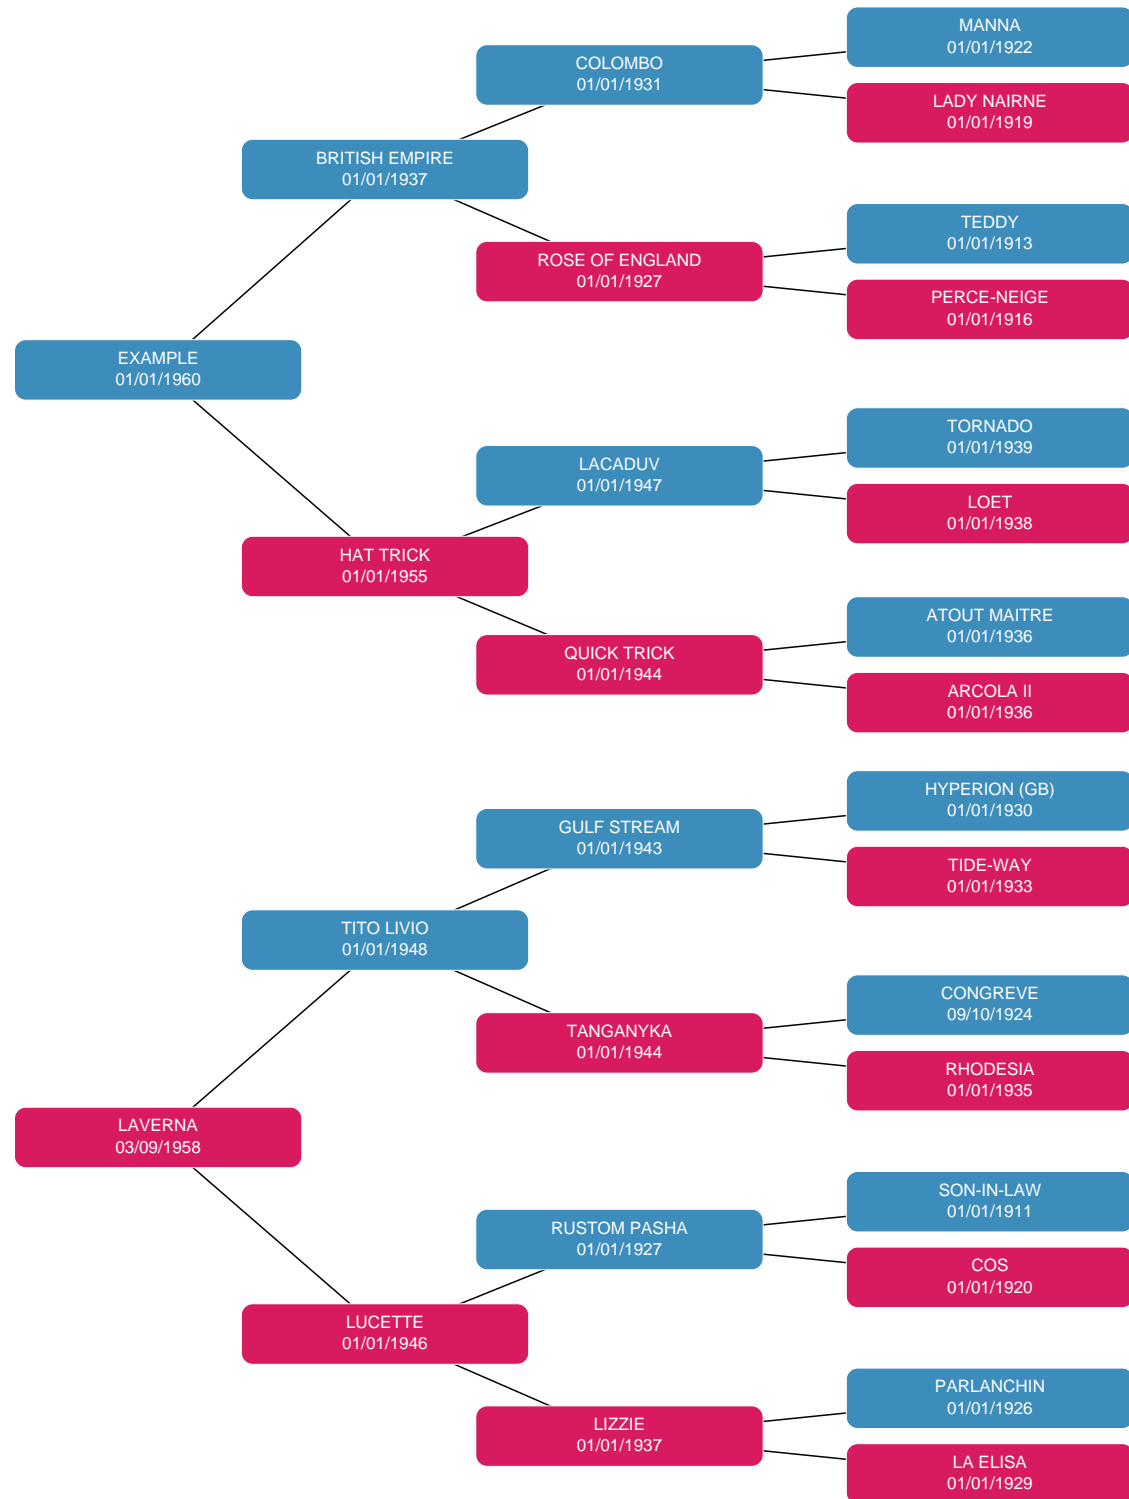 MANNA
01/01/1922
COLOMBO
01/01/1931
LADY NAIRNE
01/01/1919
BRITISH EMPIRE
01/01/1937
TEDDY
01/01/1913
ROSE OF ENGLAND
01/01/1927
PERCE-NEIGE
01/01/1916
EXAMPLE
01/01/1960
TORNADO
01/01/1939
LACADUV
01/01/1947
LOET
01/01/1938
HAT TRICK
01/01/1955
ATOUT MAITRE
01/01/1936
QUICK TRICK
01/01/1944
ARCOLA II
01/01/1936
HYPERION (GB)
01/01/1930
GULF STREAM
01/01/1943
TIDE-WAY
01/01/1933
TITO LIVIO
01/01/1948
CONGREVE
09/10/1924
TANGANYKA
01/01/1944
RHODESIA
01/01/1935
LAVERNA
03/09/1958
SON-IN-LAW
01/01/1911
RUSTOM PASHA
01/01/1927
COS
01/01/1920
LUCETTE
01/01/1946
PARLANCHIN
01/01/1926
LIZZIE
01/01/1937
LA ELISA
01/01/1929